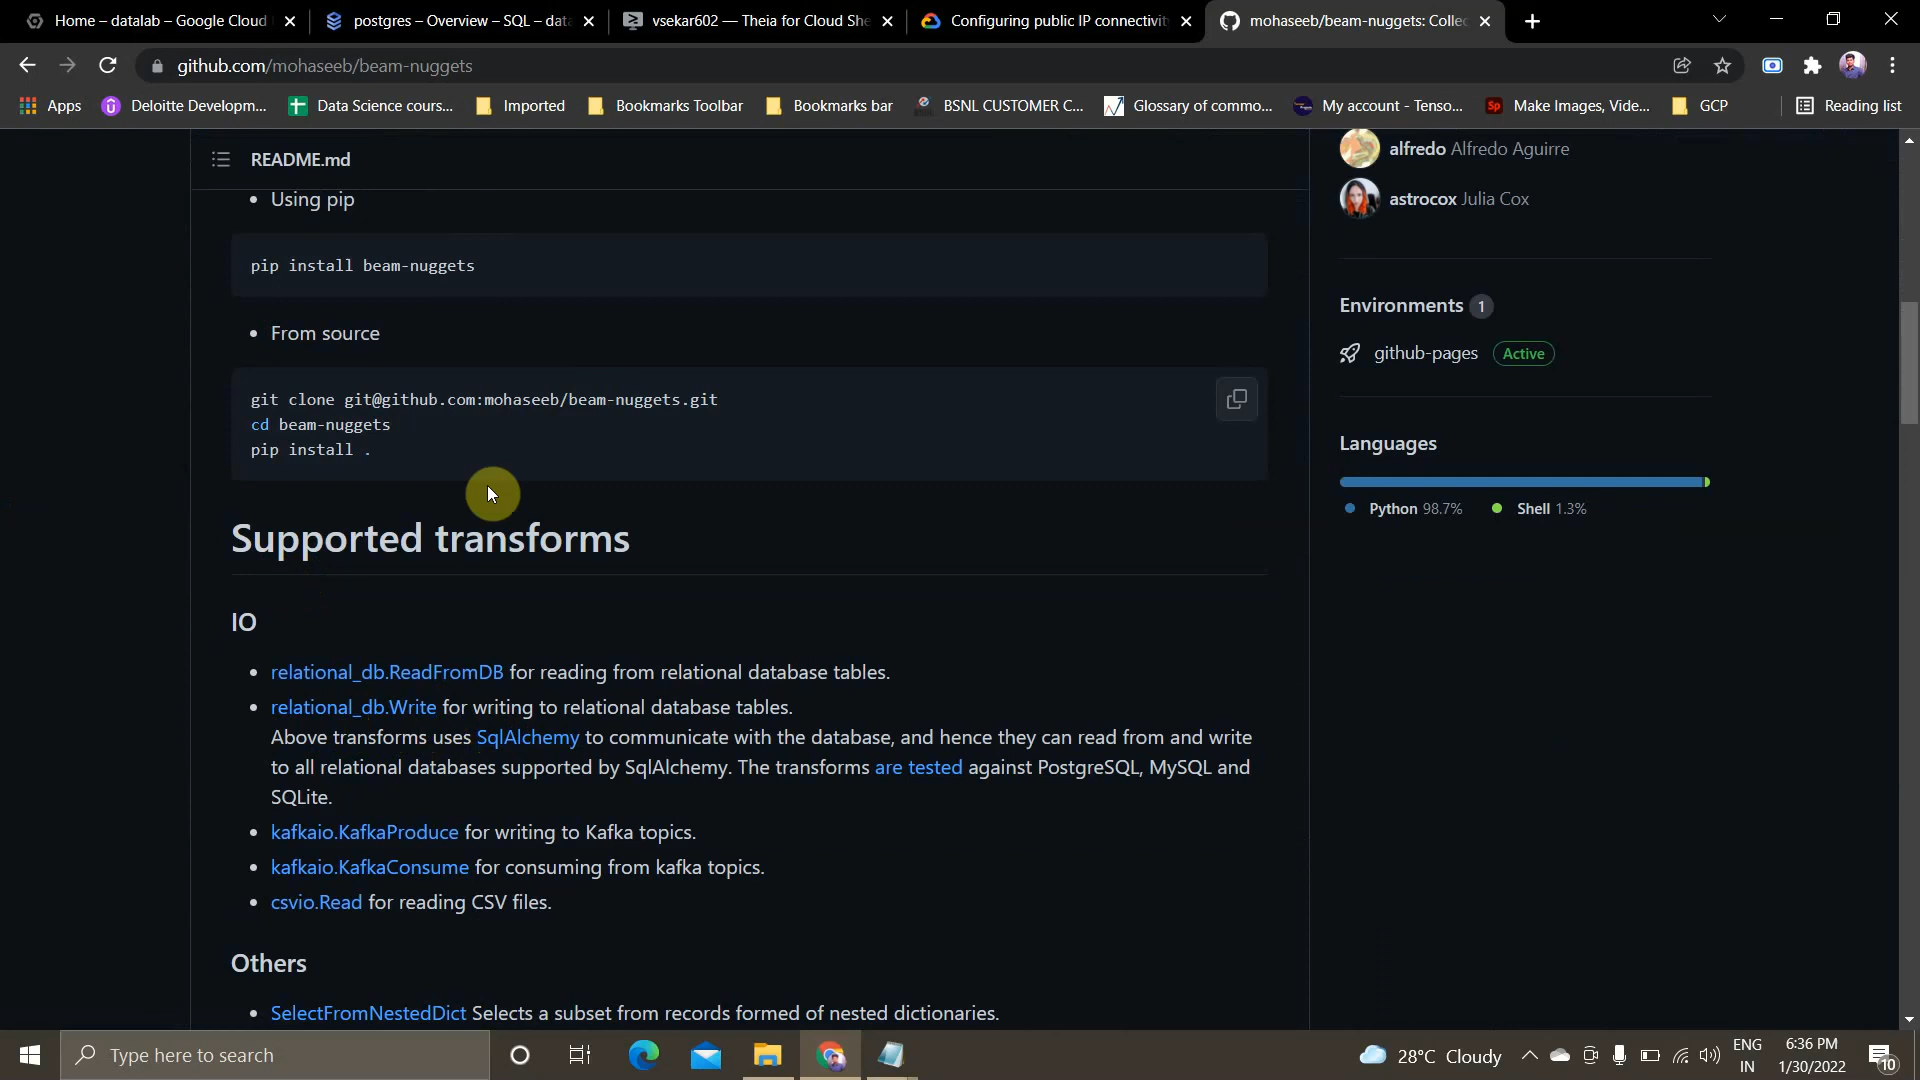 Home – datalab – Google Cloud
postgres – Overview – SQL – data
vsekar602 — Theia for Cloud She
Configuring public IP connectivit
mohaseeb/beam-nuggets: Collec
github.com/mohaseeb/beam-nuggets
Apps
Deloitte Developm...
Data Science cours...
Imported
Bookmarks Toolbar
Bookmarks bar
BSNL CUSTOMER C...
Glossary of commo...
My account - Tenso...
Sp
Make Images, Vide...
GCP
Reading list
README.md
Using pip
pip install beam-nuggets
From source
git clone git@github.com:mohaseeb/beam-nuggets.git
cd beam-nuggets
pip install .
Supported transforms
IO
relational_db.ReadFromDB for reading from relational database tables.
relational_db.Write for writing to relational database tables.
Above transforms uses SqlAlchemy to communicate with the database, and hence they can read from and write
to all relational databases supported by SqlAlchemy. The transforms are tested against PostgreSQL, MySQL and
SQLite.
kafkaio.KafkaProduce for writing to Kafka topics.
kafkaio.KafkaConsume for consuming from kafka topics.
csvio.Read for reading CSV files.
Others
SelectFromNestedDict Selects a subset from records formed of nested dictionaries.
alfredo Alfredo Aguirre
astrocox Julia Cox
Environments 1
github-pages Active
Languages
Python 98.7% Shell 1.3%
Type here to search
28°C Cloudy
ENG
IN
6:36 PM
1/30/2022
10